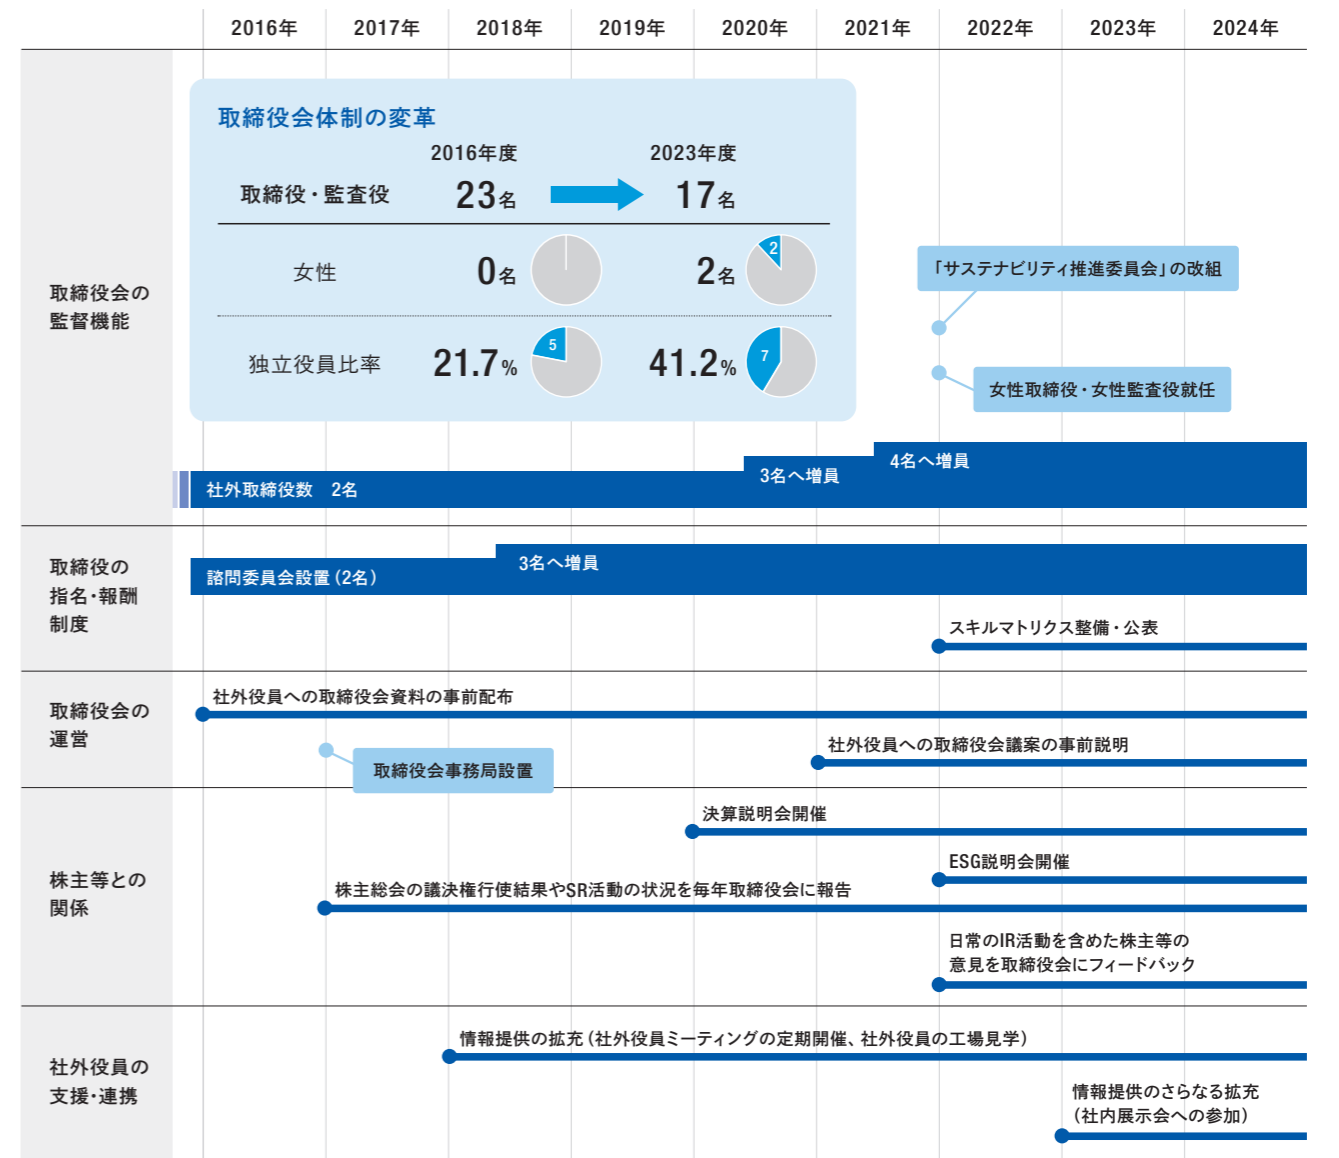 2016年 2017年 2018年 2019年 2020年 2021年 2022年 2023年 2024年
取締役会の
監督機能
取締役会体制の変革
2016年度 2023年度
取締役・監査役 23名 17名
女性 0名 2名 2
独立役員比率 21.7% 5 41.2% 7
「サステナビリティ推進委員会」の改組
女性取締役・女性監査役就任
社外取締役数 2名
3名へ増員
4名へ増員
取締役の
指名・報酬
制度
諮問委員会設置(2名)
3名へ増員
スキルマトリクス整備・公表
取締役会の
運営
社外役員への取締役会資料の事前配布
取締役会事務局設置
社外役員への取締役会議案の事前説明
株主等との
関係
決算説明会開催
ESG説明会開催
株主総会の議決権行使結果やSR活動の状況を毎年取締役会に報告
日常のIR活動を含めた株主等の
意見を取締役会にフィードバック
社外役員の
支援・連携
情報提供の拡充(社外役員ミーティングの定期開催、社外役員の工場見学)
情報提供のさらなる拡充
(社内展示会への参加)